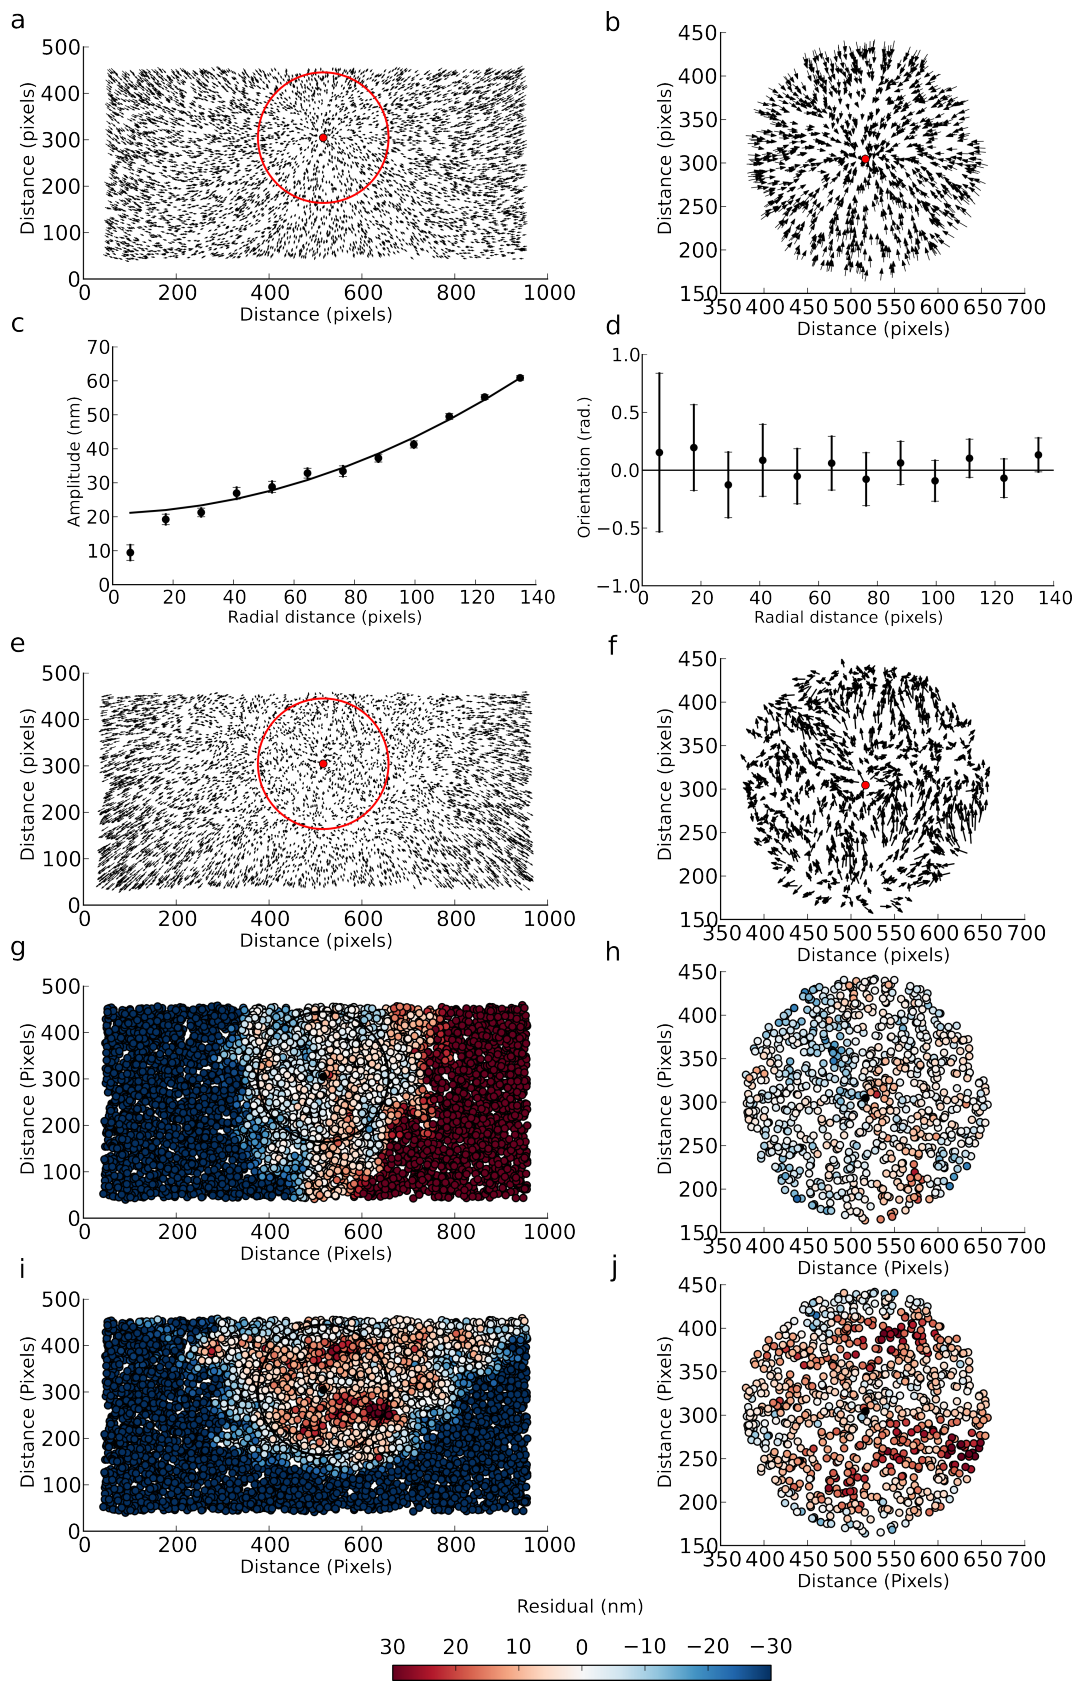 a
500
400
300
200
100
0
Distance (pixels)
0 200 400 600 800 1000
Distance (pixels)
b
450
400
350
300
250
200
150
Distance (pixels)
350 400 450 500 550 600 650 700
Distance (pixels)
c
70
60
50
40
30
20
10
0
Amplitude (nm)
0 20 40 60 80 100 120 140
Radial distance (pixels)
d
1.0
0.5
0.0
−0.5
−1.0
Orientation (rad.)
0 20 40 60 80 100 120 140
Radial distance (pixels)
e
500
400
300
200
100
0
Distance (pixels)
0 200 400 600 800 1000
Distance (pixels)
f
450
400
350
300
250
200
150
Distance (pixels)
350 400 450 500 550 600 650 700
Distance (pixels)
g
500
400
300
200
100
0
Distance (Pixels)
0 200 400 600 800 1000
Distance (Pixels)
h
450
400
350
300
250
200
150
Distance (Pixels)
350 400 450 500 550 600 650 700
Distance (Pixels)
i
500
400
300
200
100
0
Distance (Pixels)
0 200 400 600 800 1000
Distance (Pixels)
j
450
400
350
300
250
200
150
Distance (Pixels)
350 400 450 500 550 600 650 700
Distance (Pixels)
Residual (nm)
30 20 10 0 −10 −20 −30